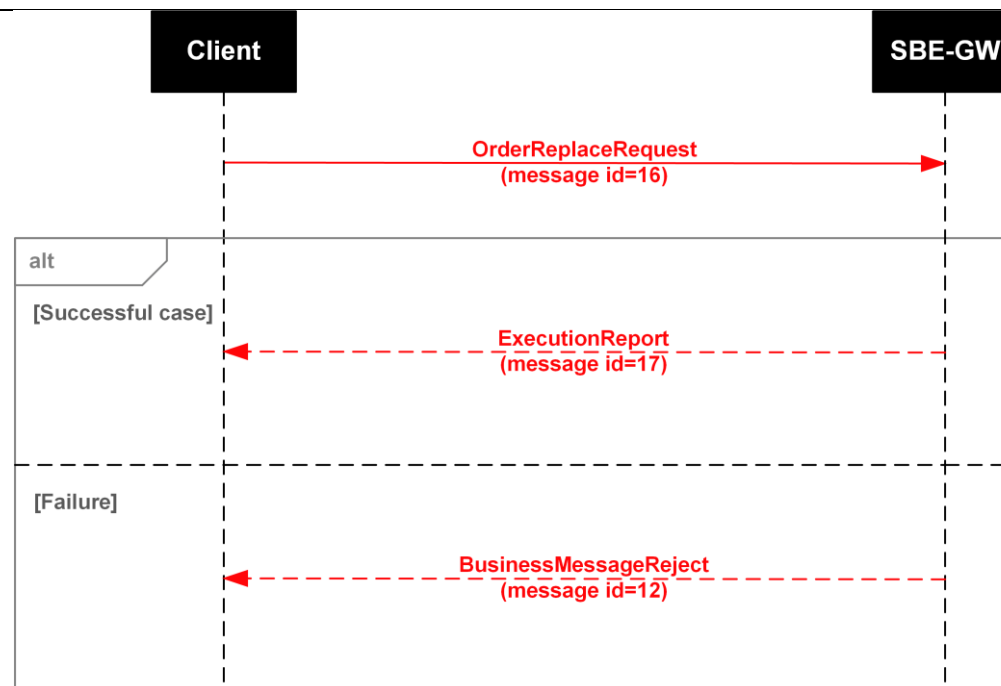 Client
SBE-GW
OrderReplaceRequest
(message id=16)
alt
[Successful case]
ExecutionReport
(message id=17)
[Failure]
BusinessMessageReject
(message id=12)